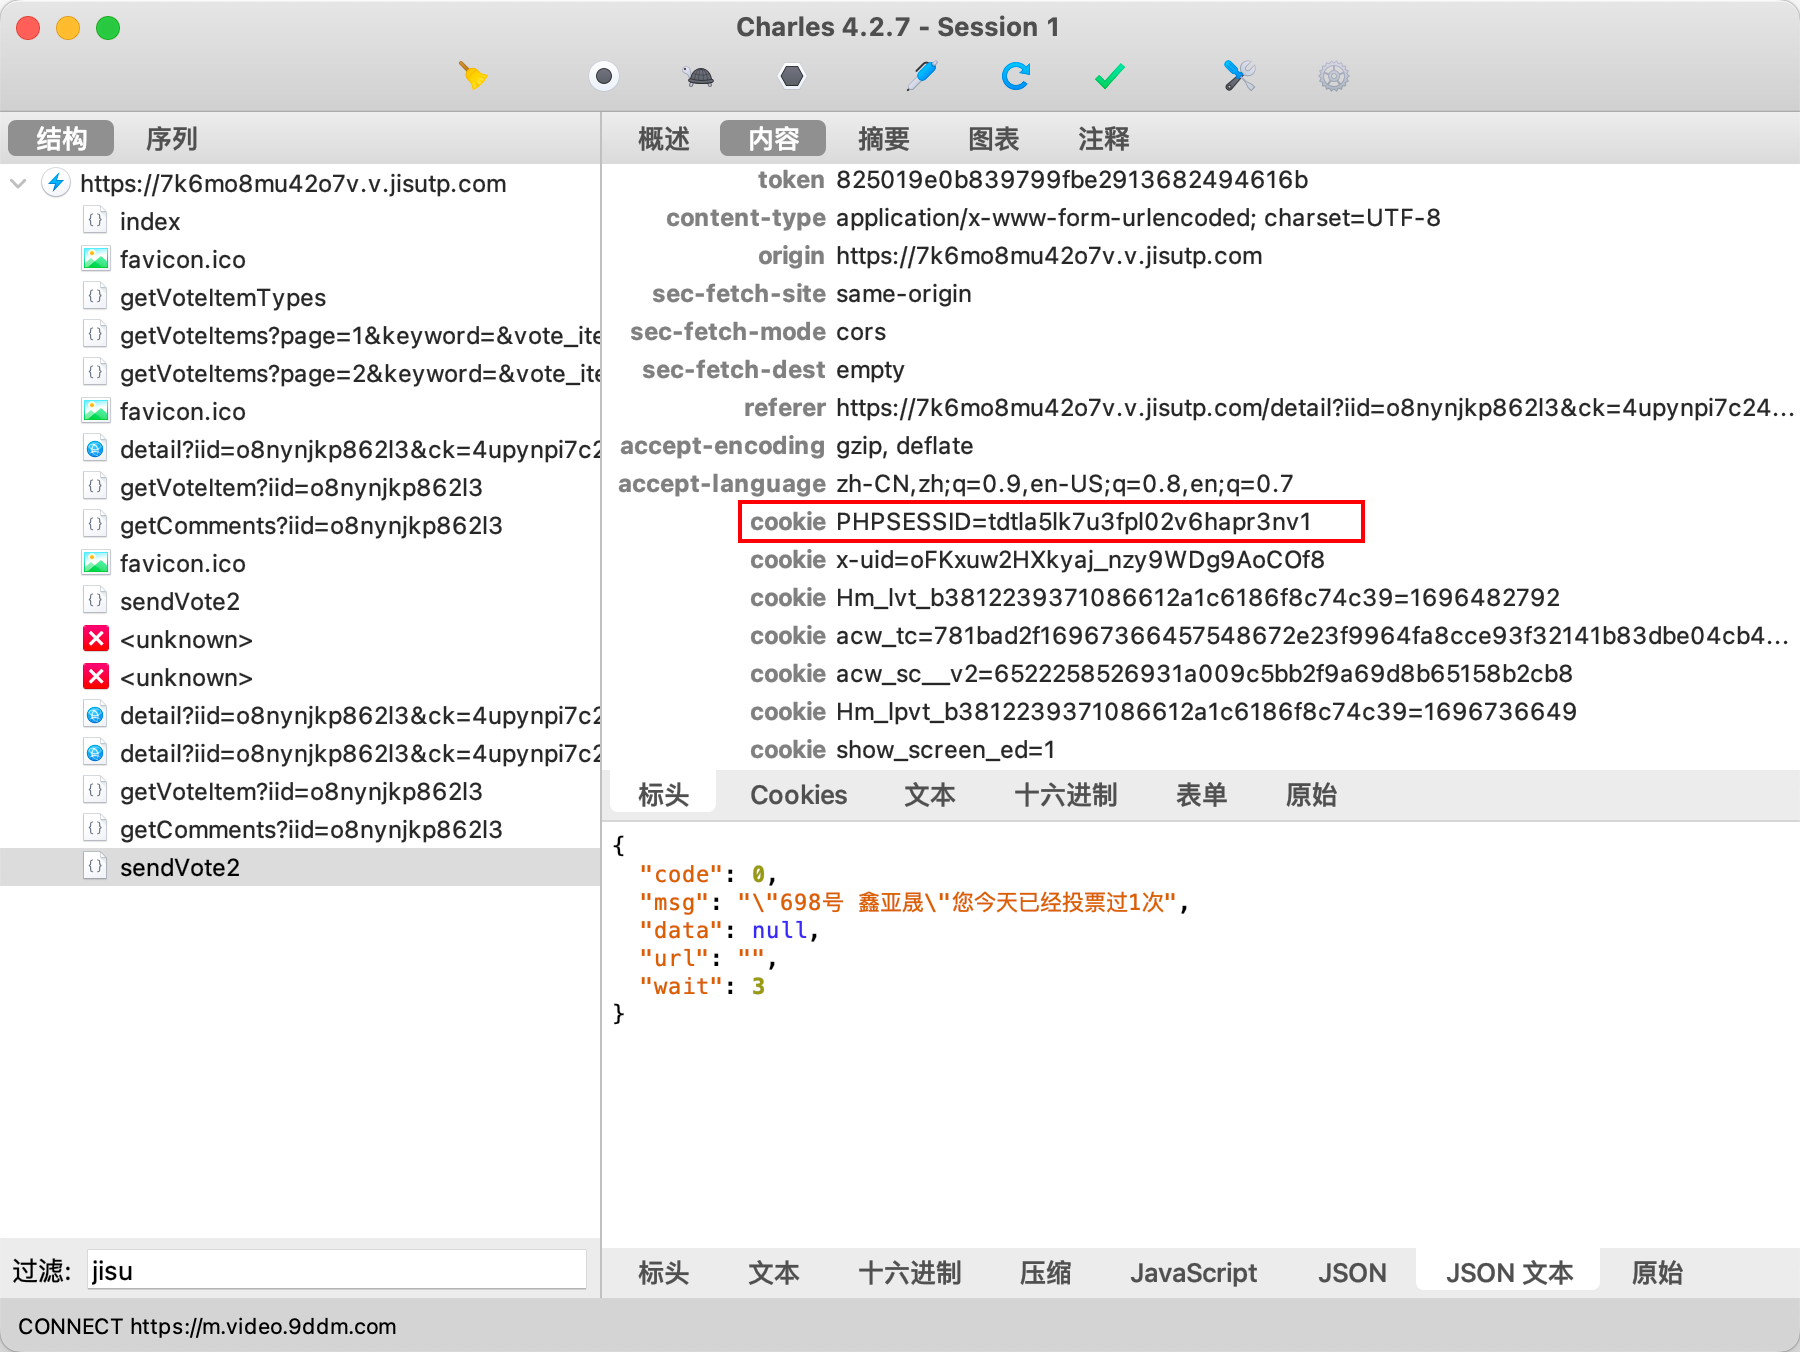 Charles 4.2.7 - Session 1
结构
序列
概述
内容
摘要
图表
注释
https://7k6mo8mu42o7v.v.jisutp.com
index
favicon.ico
getVoteItemTypes
getVoteItems?page=1&keyword=&vote_ite
getVoteItems?page=2&keyword=&vote_ite
favicon.ico
detail?iid=o8nynjkp862l3&ck=4upynpi7c2
getVoteItem?iid=o8nynjkp862l3
getComments?iid=o8nynjkp862l3
favicon.ico
sendVote2
<unknown>
<unknown>
detail?iid=o8nynjkp862l3&ck=4upynpi7c2
detail?iid=o8nynjkp862l3&ck=4upynpi7c2
getVoteItem?iid=o8nynjkp862l3
getComments?iid=o8nynjkp862l3
sendVote2
过滤: jisu
token 825019e0b839799fbe2913682494616b
content-type application/x-www-form-urlencoded; charset=UTF-8
origin https://7k6mo8mu42o7v.v.jisutp.com
sec-fetch-site same-origin
sec-fetch-mode cors
sec-fetch-dest empty
referer https://7k6mo8mu42o7v.v.jisutp.com/detail?iid=o8nynjkp862l3&ck=4upynpi7c24...
accept-encoding gzip, deflate
accept-language zh-CN,zh;q=0.9,en-US;q=0.8,en;q=0.7
cookie PHPSESSID=tdtla5lk7u3fpl02v6hapr3nv1
cookie x-uid=oFKxuw2HXkyaj_nzy9WDg9AoCOf8
cookie Hm_lvt_b3812239371086612a1c6186f8c74c39=1696482792
cookie acw_tc=781bad2f16967366457548672e23f9964fa8cce93f32141b83dbe04cb4...
cookie acw_sc__v2=6522258526931a009c5bb2f9a69d8b65158b2cb8
cookie Hm_lpvt_b3812239371086612a1c6186f8c74c39=1696736649
cookie show_screen_ed=1
标头 Cookies 文本 十六进制 表单 原始
{
"code": 0,
"msg": "\"698号 鑫亚晟\"您今天已经投票过1次",
"data": null,
"url": "",
"wait": 3
}
标头 文本 十六进制 压缩 JavaScript JSON JSON 文本 原始
CONNECT https://m.video.9ddm.com